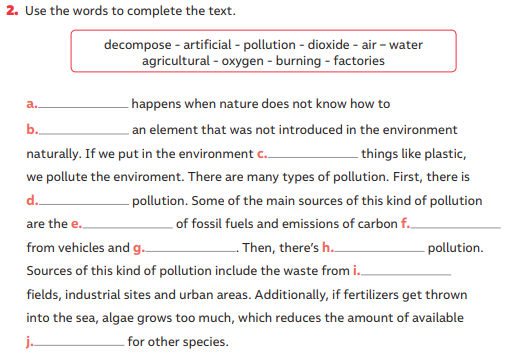 2. Use the words to complete the text.
decompose - artificial - pollution - dioxide - air – water
agricultural - oxygen - burning - factories
a.______________ happens when nature does not know how to
b.______________ an element that was not introduced in the environment
naturally. If we put in the environment c.______________ things like plastic,
we pollute the enviroment. There are many types of pollution. First, there is
d.______________ pollution. Some of the main sources of this kind of pollution
are the e.______________ of fossil fuels and emissions of carbon f.______________
from vehicles and g.______________. Then, there's h.______________ pollution.
Sources of this kind of pollution include the waste from i.______________
fields, industrial sites and urban areas. Additionally, if fertilizers get thrown
into the sea, algae grows too much, which reduces the amount of available
j.______________ for other species.